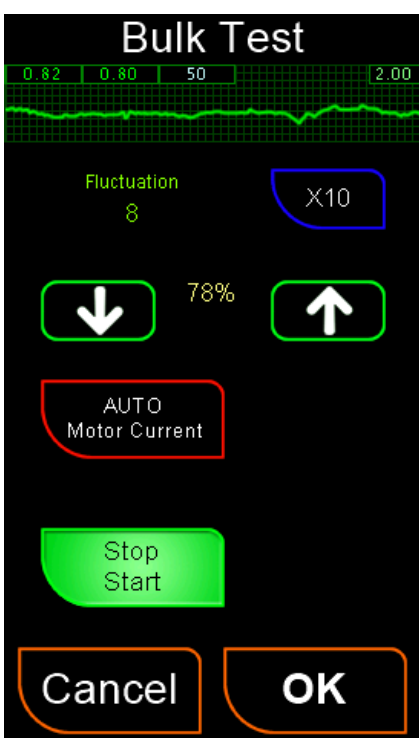 Bulk Test
0.82 0.80 50 2.00
Fluctuation
8
X10
78%
AUTO
Motor Current
Stop
Start
Cancel OK